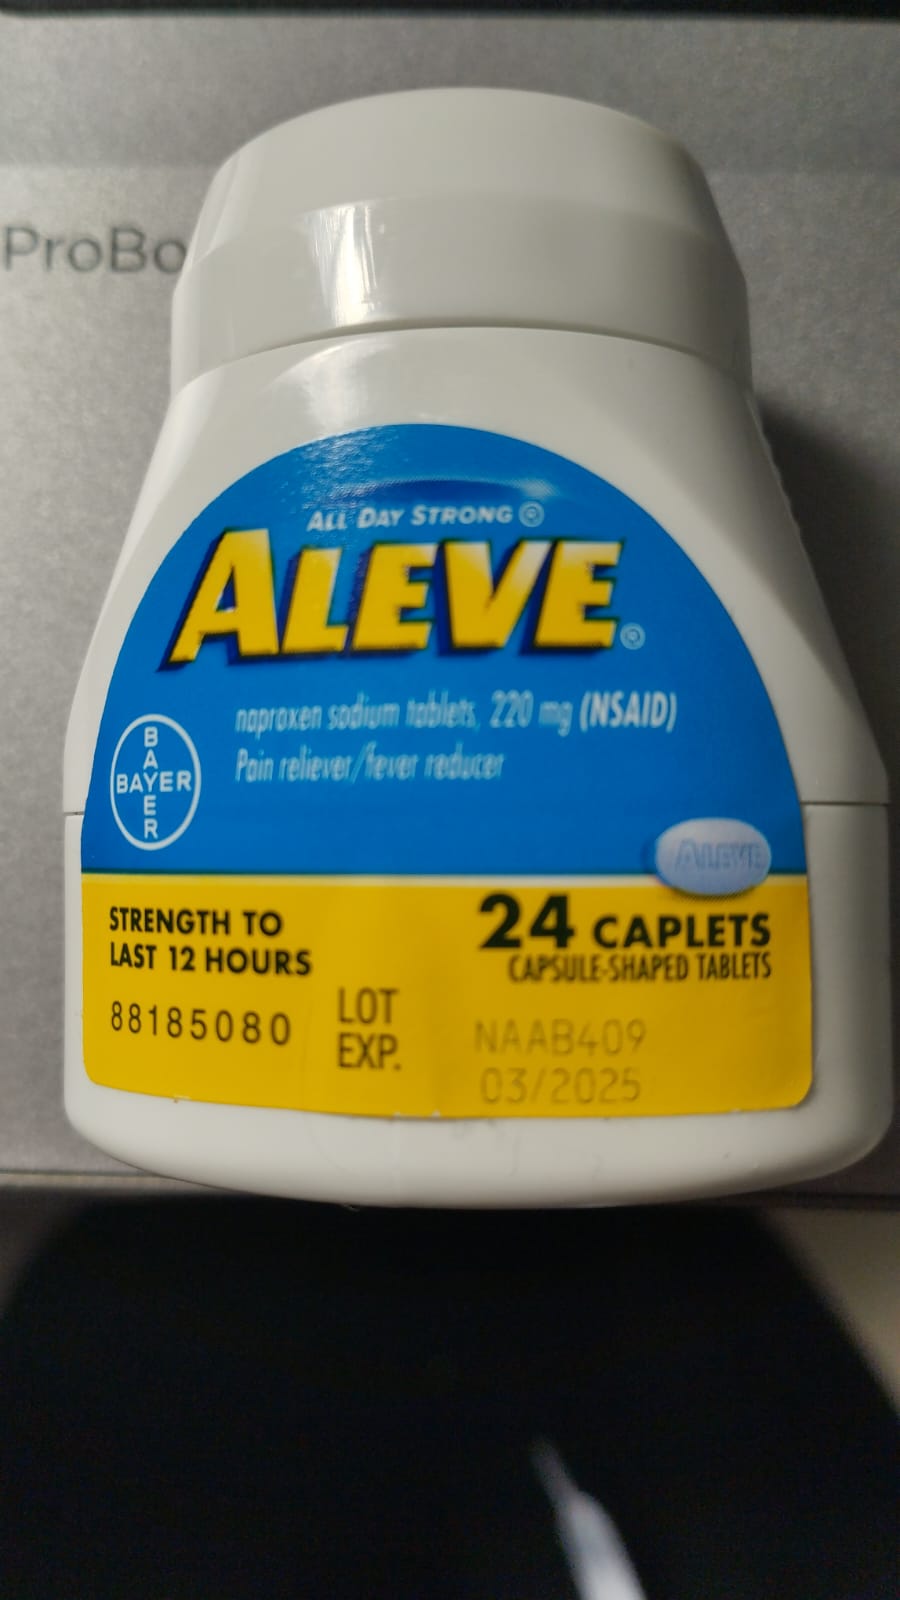 ProBo
ALL DAY STRONG®
ALEVE®
naproxen sodium tablets, 220 mg (NSAID)
Pain reliever/fever reducer
BAYER
BAYER
ALEVE
STRENGTH TO
LAST 12 HOURS
24 CAPLETS
CAPSULE-SHAPED TABLETS
88185080
LOT
EXP.
NAAB409
03/2025